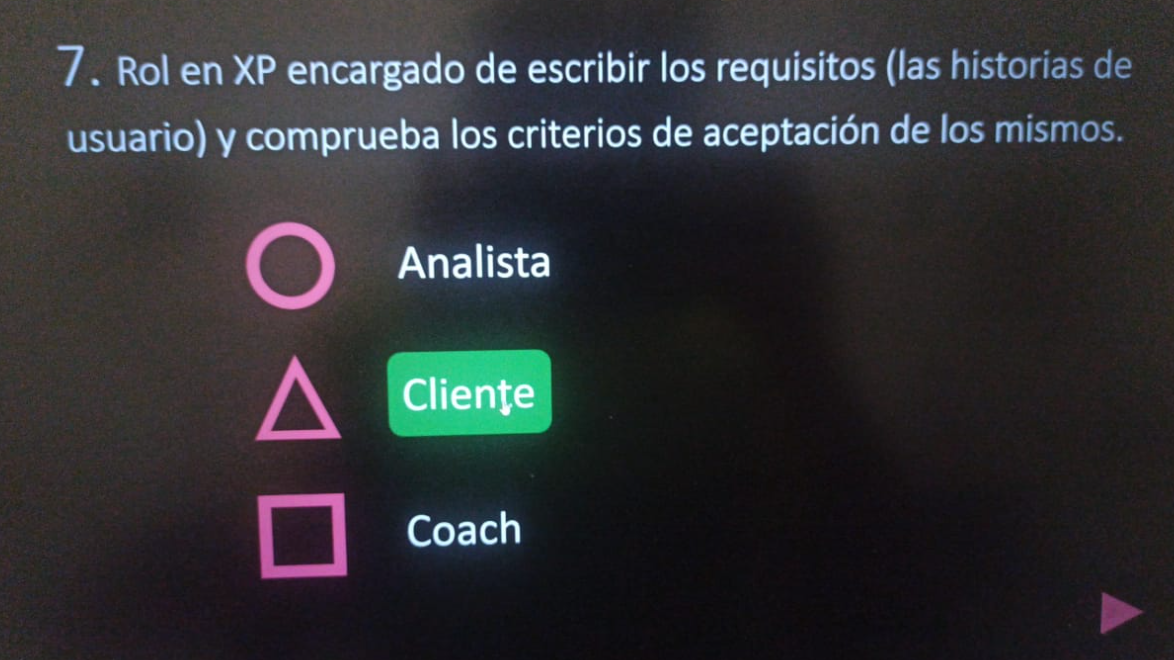 7. Rol en XP encargado de escribir los requisitos (las historias de
usuario) y comprueba los criterios de aceptación de los mismos.
Analista
Cliente
Coach